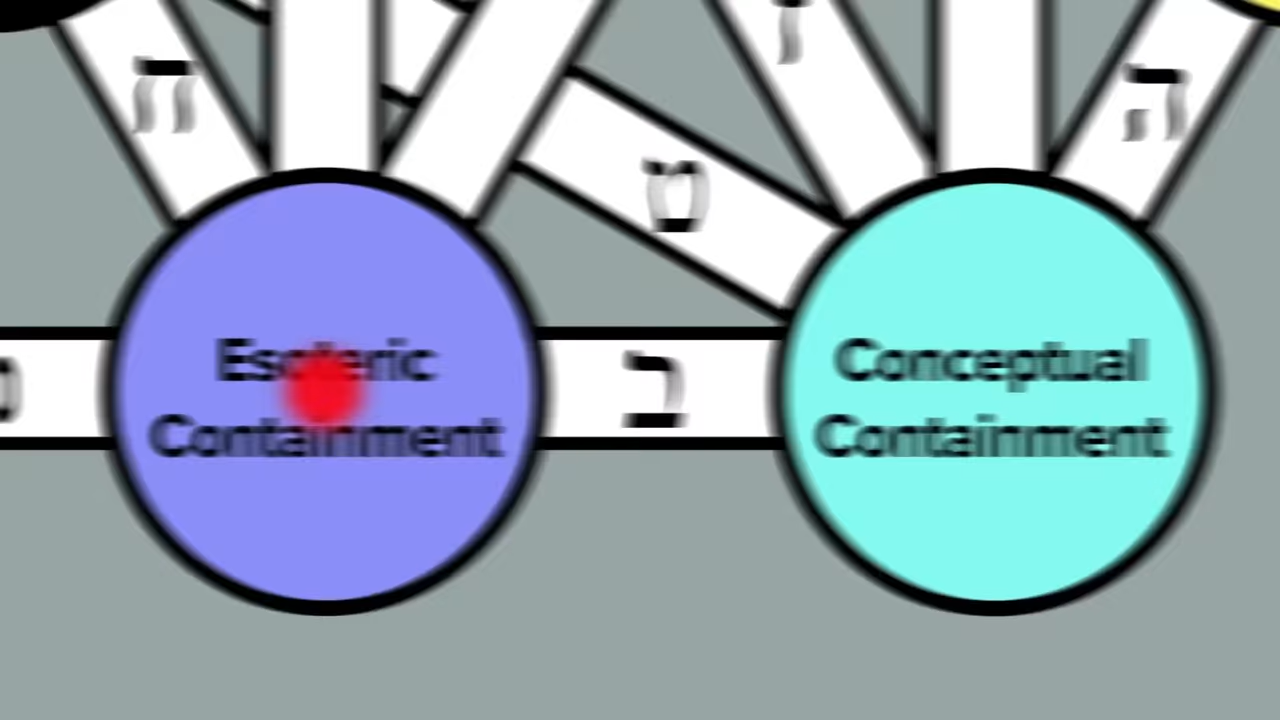 ה
ז
ה
מ
Esoteric
Containment
ב
Conceptual
Containment